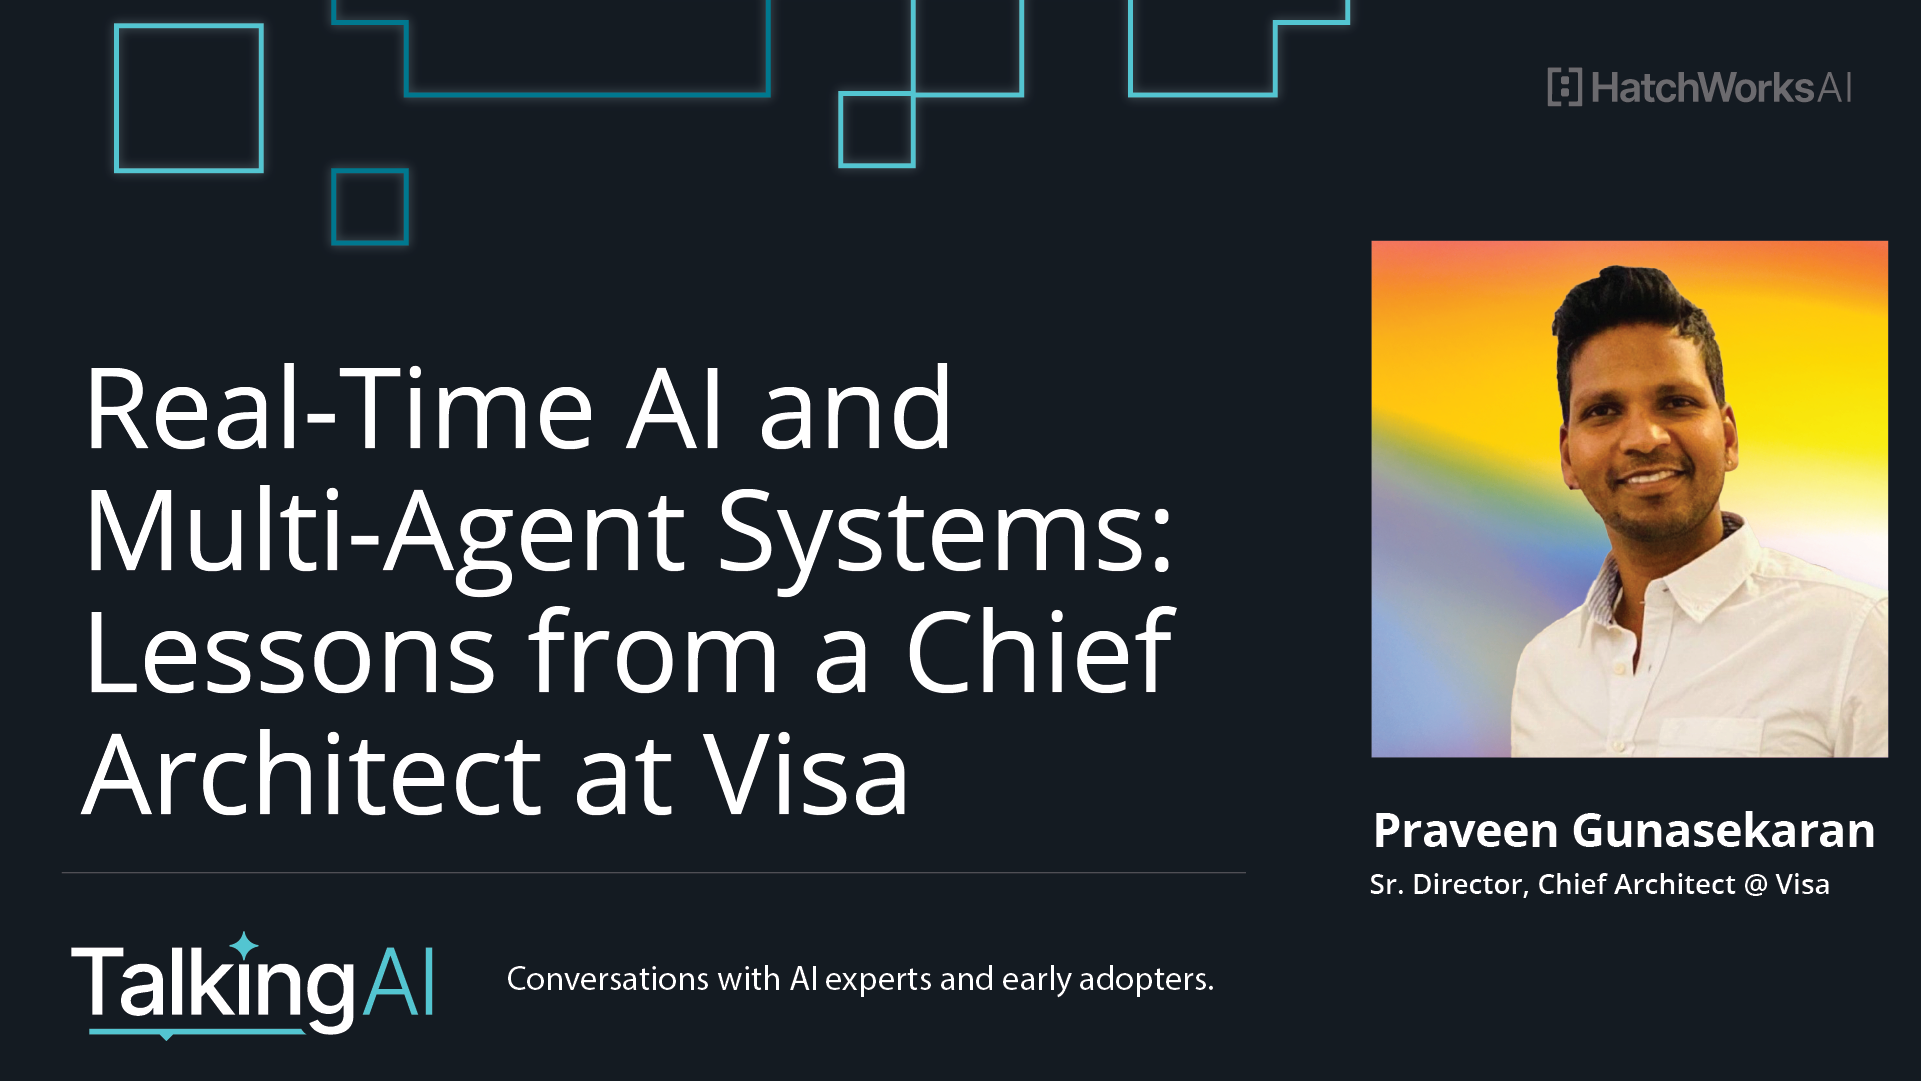 HatchWorksAI
Real-Time AI and
Multi-Agent Systems:
Lessons from a Chief
Architect at Visa
Praveen Gunasekaran
Sr. Director, Chief Architect @ Visa
TalkingAI
Conversations with AI experts and early adopters.